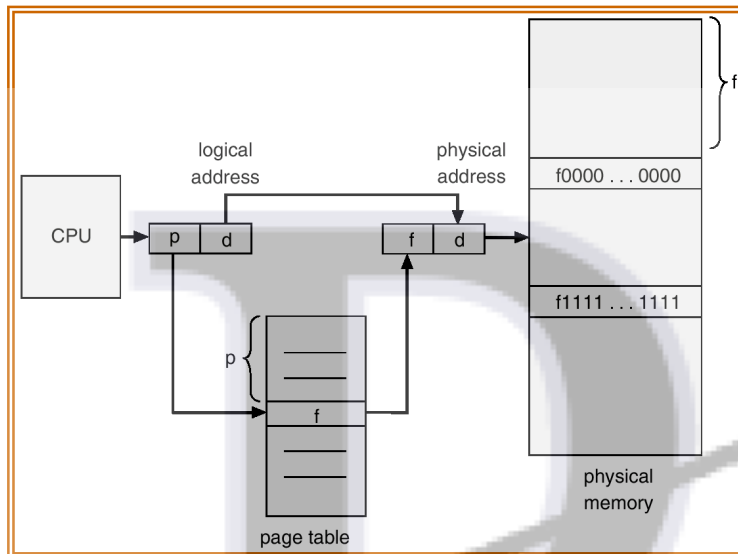 f
logical
address
physical
address
f0000 . . . 0000
CPU
p
d
f
d
f1111 . . . 1111
p
f
physical
memory
page table